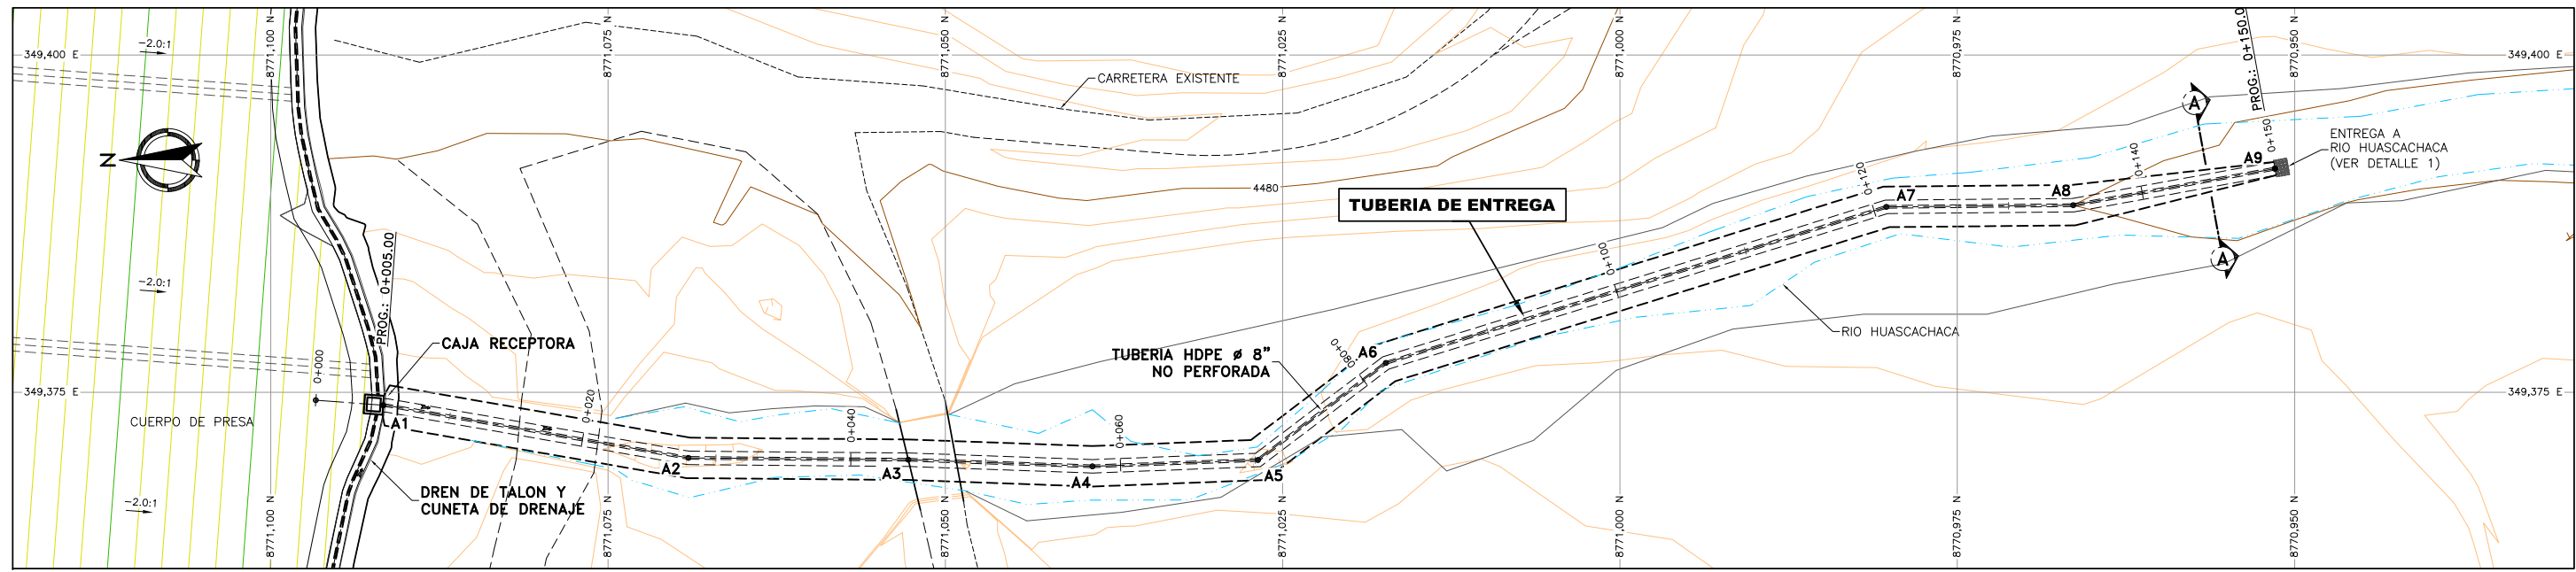 349,400 E
-2.0:1
8771,100 N
8771,075 N
8771,050 N
8771,025 N
8771,000 N
8770,975 N
8770,950 N
349,400 E
CARRETERA EXISTENTE
PROG.: 0+150.0
N
4480
TUBERIA DE ENTREGA
A
0+150
ENTREGA A
RIO HUASCACHACA
(VER DETALLE 1)
A9
0+140
A8
0+120
A7
A
-2.0:1
PROG.: 0+005.00
0+100
RIO HUASCACHACA
CAJA RECEPTORA
TUBERIA HDPE ø 8"
NO PERFORADA
0+080
A6
0+000
349,375 E
349,375 E
CUERPO DE PRESA
A1
0+020
0+040
0+060
A2
A3
A4
A5
DREN DE TALON Y
CUNETA DE DRENAJE
-2.0:1
8771,100 N
8771,075 N
8771,050 N
8771,025 N
8771,000 N
8770,975 N
8770,950 N